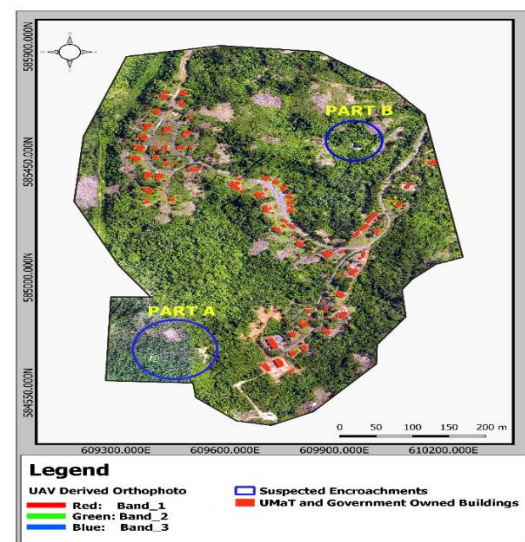 585900.000N
PART B
585450.000N
585000.000N
PART A
584550.000N
0 50 100 150 200 m
609300.000E 609600.000E 609900.000E 610200.000E
Legend
UAV Derived Orthophoto
Red: Band_1
Green: Band_2
Blue: Band_3
Suspected Encroachments
UMaT and Government Owned Buildings